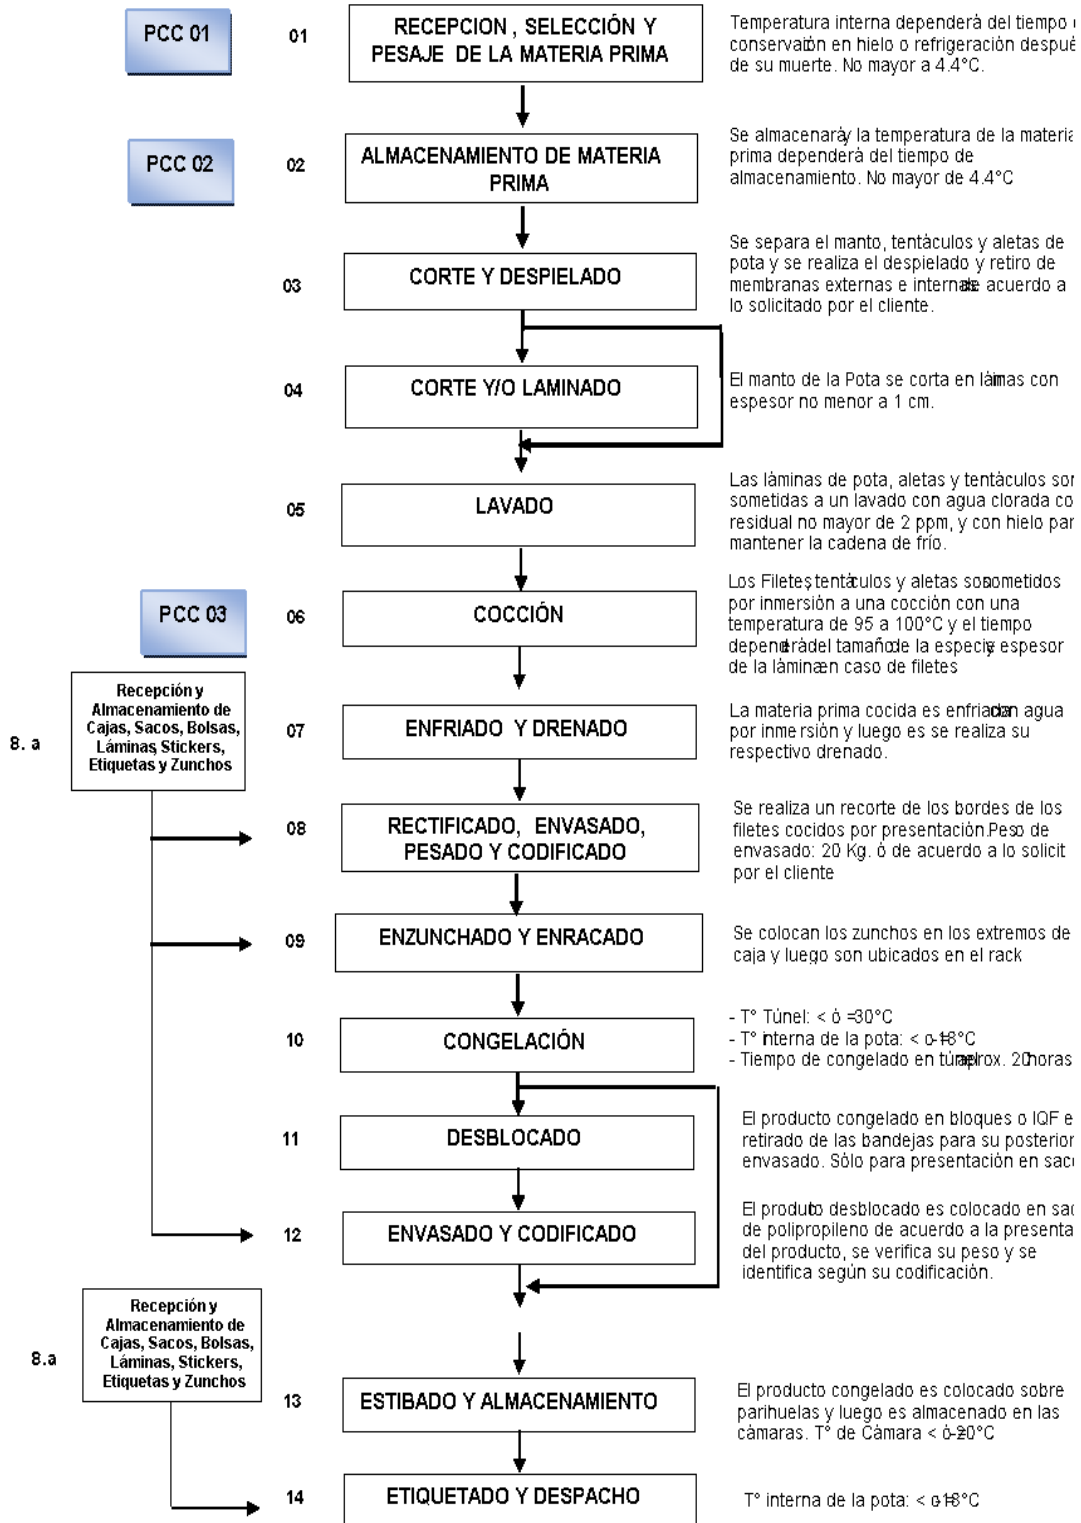 PCC 01
01
RECEPCION , SELECCIÓN Y
PESAJE DE LA MATERIA PRIMA
Temperatura interna dependerá del tiempo
conservación en hielo o refrigeración
de su muerte. No mayor a 4.4°C.
PCC 02
02
ALMACENAMIENTO DE MATERIA
PRIMA
Se almacenará y la temperatura de la
prima dependerá del tiempo de
almacenamiento. No mayor de 4.4°C
03
CORTE Y DESPIELADO
Se separa el manto, tentáculos y aletas de
pota y se realiza el despielado y retiro de
membranas externas e internas de acuerdo a
lo solicitado por el cliente.
04
CORTE Y/O LAMINADO
El manto de la Pota se corta en láminas con
espesor no menor a 1 cm.
05
LAVADO
Las láminas de pota, aletas y tentáculos
sometidas a un lavado con agua clorada
residual no mayor de 2 ppm, y con hielo
mantener la cadena de frío.
PCC 03
06
COCCIÓN
Los Filetes, tentáculos y aletas son sometidos
por inmersión a una cocción con una
temperatura de 95 a 100°C y el tiempo
dependerá del tamaño de la especie y espesor
de la lámina en caso de filetes
8. a
Recepción y
Almacenamiento de
Cajas, Sacos, Bolsas,
Láminas, Stickers,
Etiquetas y Zunchos
07
ENFRIADO Y DRENADO
La materia prima cocida es enfriada con agua
por inmersión y luego es se realiza su
respectivo drenado.
08
RECTIFICADO, ENVASADO,
PESADO Y CODIFICADO
Se realiza un recorte de los bordes de los
filetes cocidos por presentación. Peso de
envasado: 20 Kg. ó de acuerdo a lo solicit
por el cliente
09
ENZUNCHADO Y ENRACADO
Se colocan los zunchos en los extremos de
caja y luego son ubicados en el rack
10
CONGELACIÓN
- T° Túnel: < ó = -30°C
- T° interna de la pota: < o = -18°C
- Tiempo de congelado en túnel aprox. 20 horas
11
DESBLOCADO
El producto congelado en bloques o IQF
retirado de las bandejas para su posterior
envasado. Sólo para presentación en
12
ENVASADO Y CODIFICADO
El producto desblocado es colocado en
de polipropileno de acuerdo a la
del producto, se verifica su peso y se
identifica según su codificación.
8.a
Recepción y
Almacenamiento de
Cajas, Sacos, Bolsas,
Láminas, Stickers,
Etiquetas y Zunchos
13
ESTIBADO Y ALMACENAMIENTO
El producto congelado es colocado sobre
parihuelas y luego es almacenado en las
cámaras. T° de Cámara < ó = -20°C
14
ETIQUETADO Y DESPACHO
T° interna de la pota: < o = -18°C